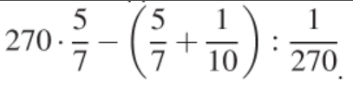 270 · 5/7 − (5/7 + 1/10) : 1/270.